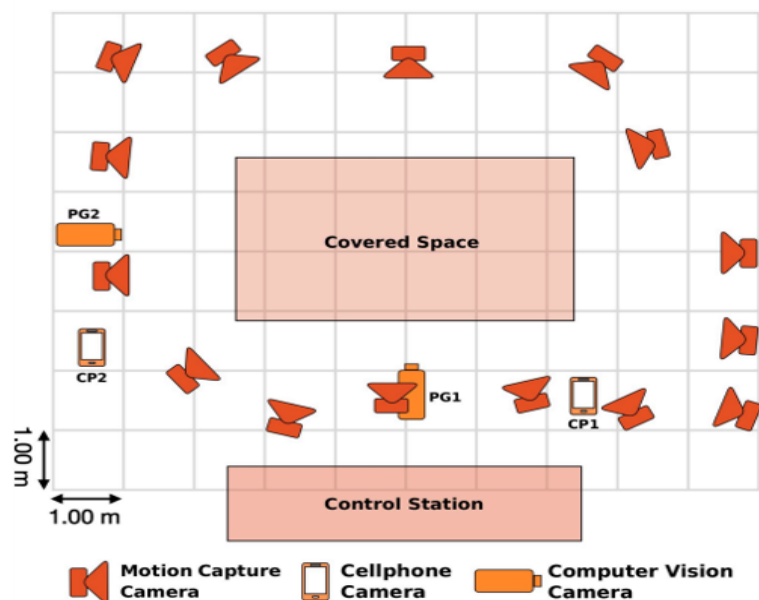 PG2
Covered Space
CP2
PG1
CP1
1.00 m
1.00 m
Control Station
Motion Capture
Camera
Cellphone
Camera
Computer Vision
Camera